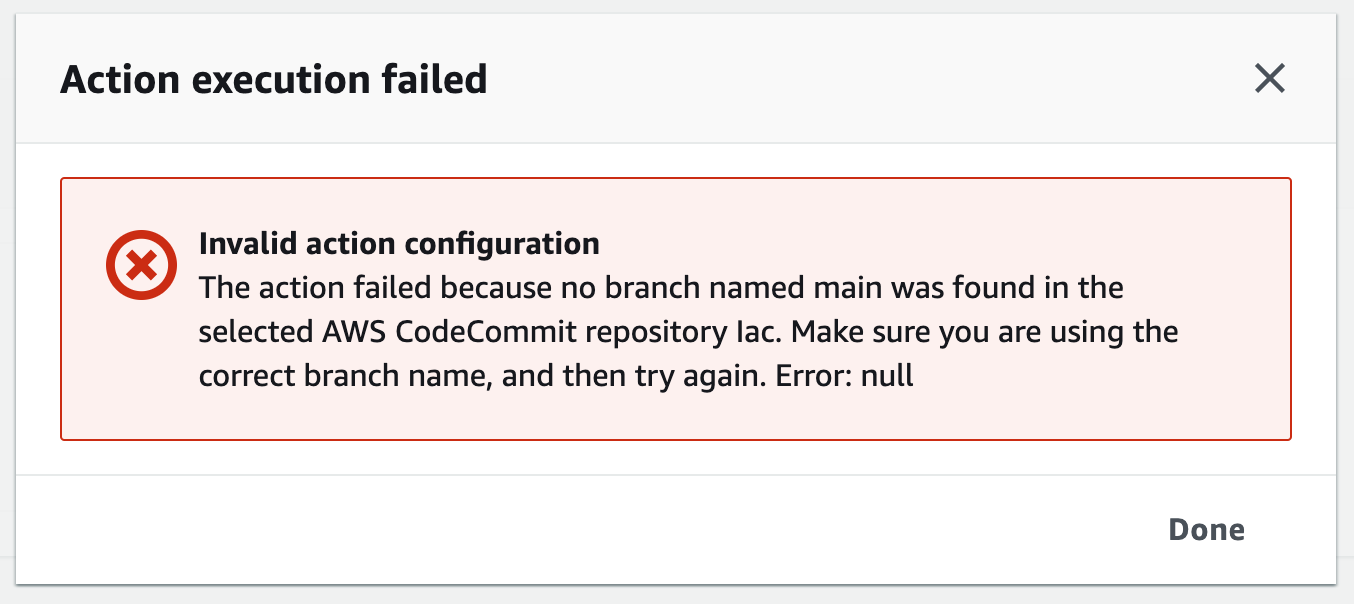 Action execution failed
Invalid action configuration
The action failed because no branch named main was found in the
selected AWS CodeCommit repository Iac. Make sure you are using the
correct branch name, and then try again. Error: null
Done